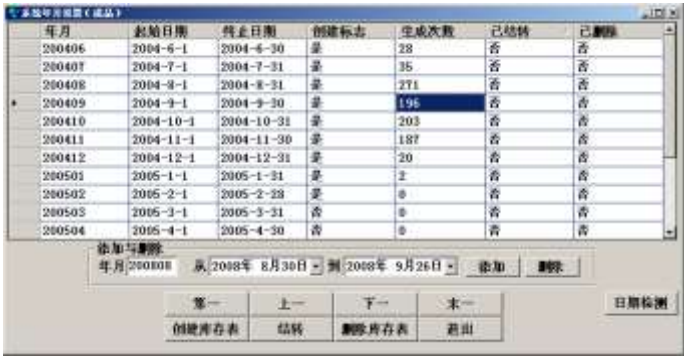 系统年月设置(成品)
年月 起始日期 终止日期 创建标志 生成次数 已结转 已删除
200406 2004-6-1 2004-6-30 是 28 否 否
200407 2004-7-1 2004-7-31 是 35 否 否
200408 2004-8-1 2004-8-31 是 271 否 否
200409 2004-9-1 2004-9-30 是 196 否 否
200410 2004-10-1 2004-10-31 是 203 否 否
200411 2004-11-1 2004-11-30 是 187 否 否
200412 2004-12-1 2004-12-31 是 20 否 否
200501 2005-1-1 2005-1-31 是 2 否 否
200502 2005-2-1 2005-2-28 是 0 否 否
200503 2005-3-1 2005-3-31 否 0 否 否
200504 2005-4-1 2005-4-30 否 0 否 否
添加与删除
年月 200808 从 2008年 8月30日 到 2008年 9月26日 添加 删除
第一 上一 下一 末一 日期检测
创建库存表 结转 删除库存表 退出